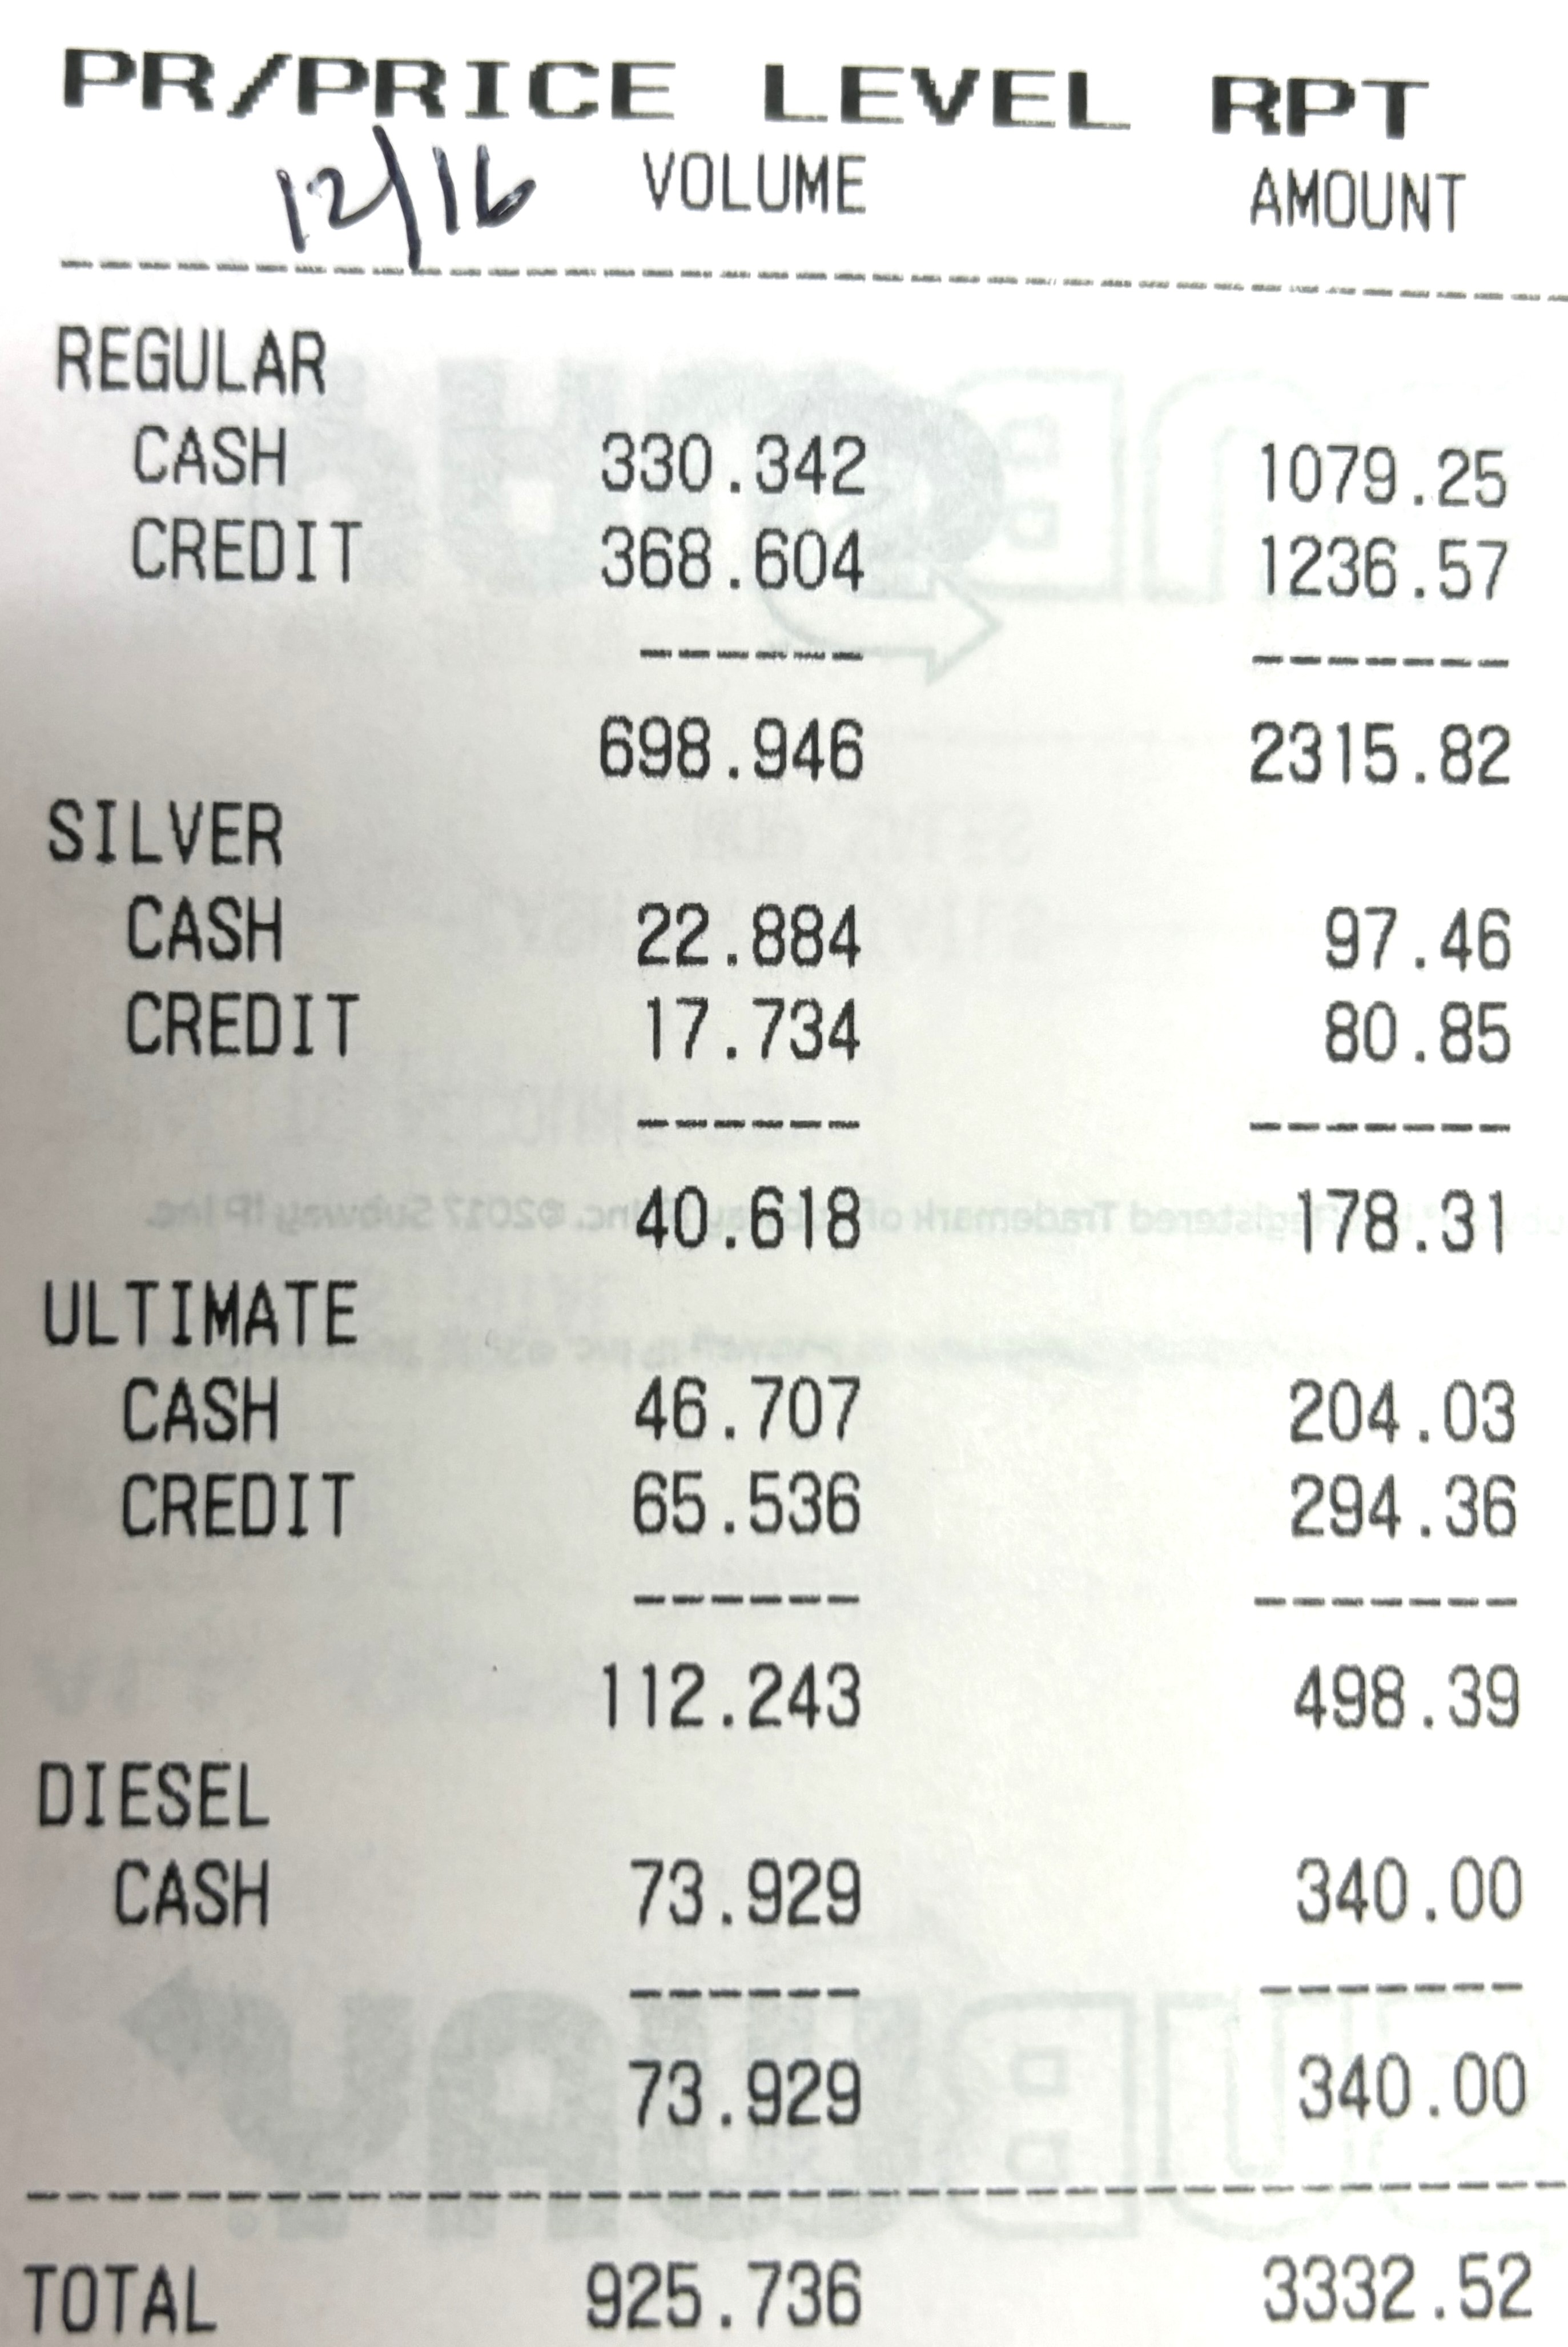 PR/PRICE LEVEL RPT
12/16 VOLUME AMOUNT
REGULAR
CASH 330.342 1079.25
CREDIT 368.604 1236.57
698.946 2315.82
SILVER
CASH 22.884 97.46
CREDIT 17.734 80.85
40.618 178.31
ULTIMATE
CASH 46.707 204.03
CREDIT 65.536 294.36
112.243 498.39
DIESEL
CASH 73.929 340.00
73.929 340.00
TOTAL 925.736 3332.52